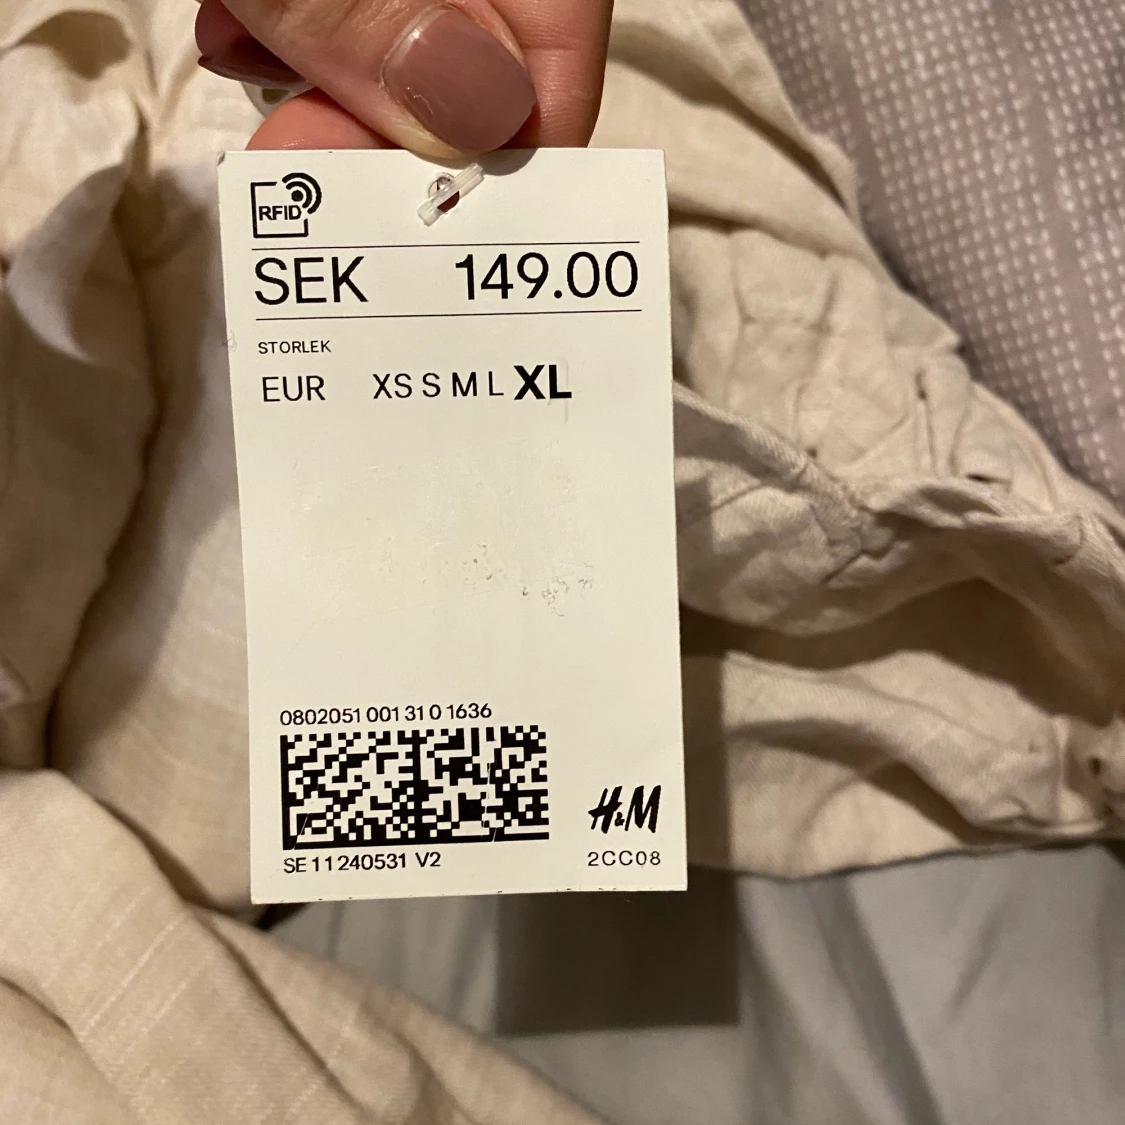 RFID
SEK 149.00
STORLEK
EUR XS S M L XL
0802051 001 31 0 1636
H&M
SE 11240531 V2
2CC08